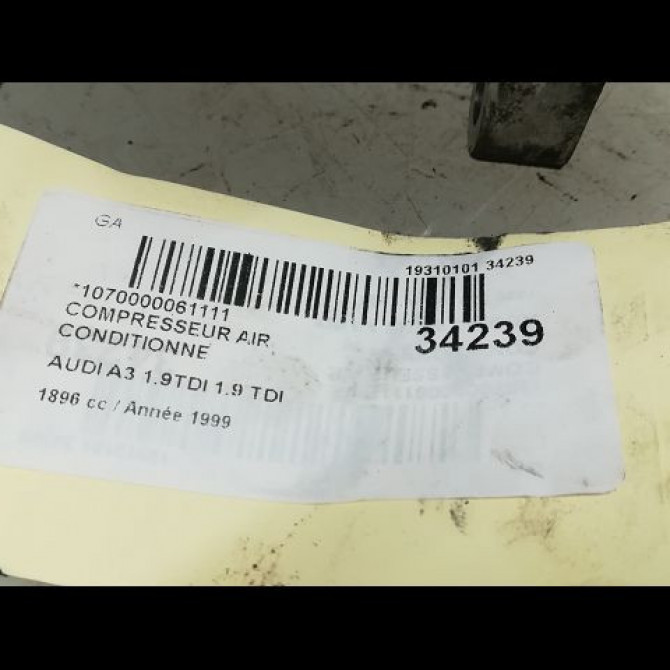 GA
19310101 34239
*1070000061111
34239
COMPRESSEUR AIR
CONDITIONNE
AUDI A3 1.9TDI 1.9 TDI
1896 cc / Année 1999